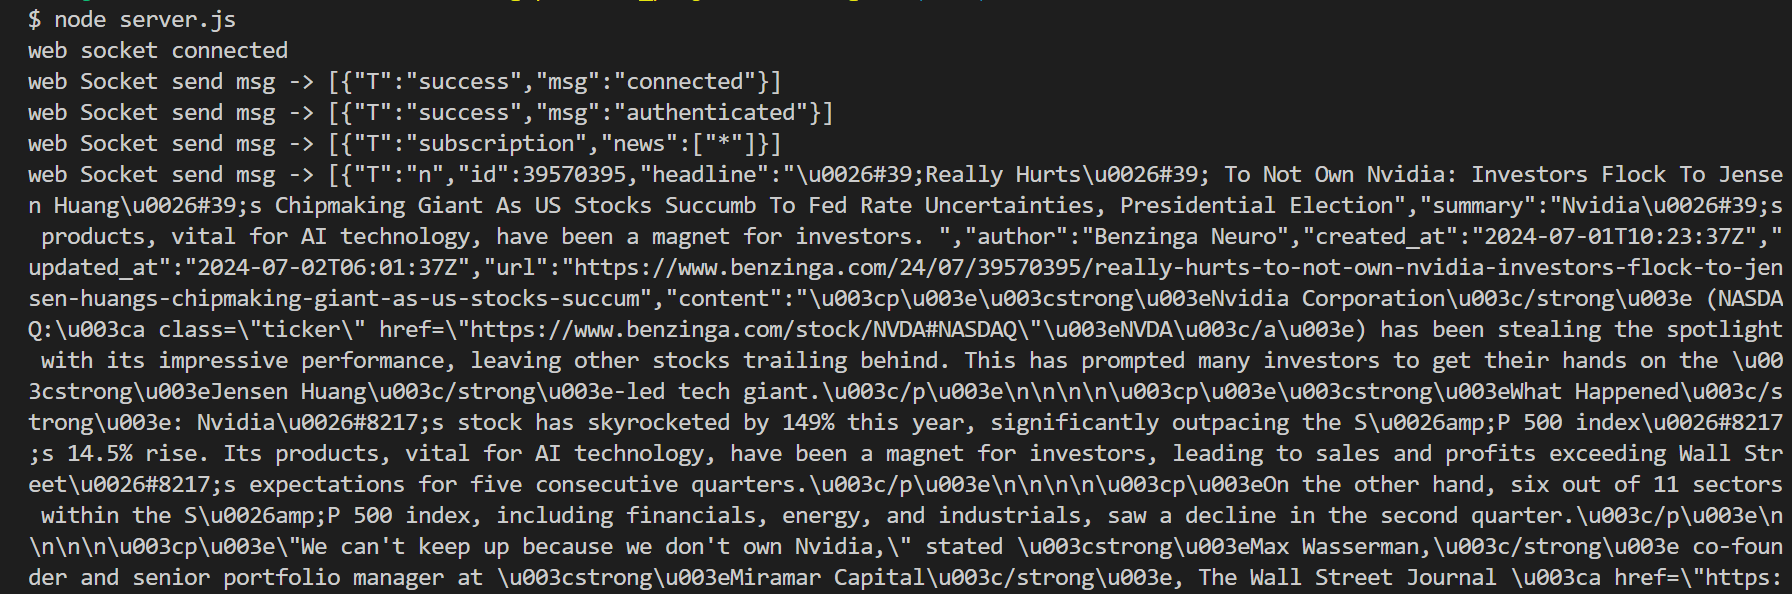 $ node server.js
web socket connected
web Socket send msg -> [{"T":"success","msg":"connected"}]
web Socket send msg -> [{"T":"success","msg":"authenticated"}]
web Socket send msg -> [{"T":"subscription","news":["*"]}]
web Socket send msg -> [{"T":"n","id":39570395,"headline":"\u0026#39;Really Hurts\u0026#39; To Not Own Nvidia: Investors Flock To Jense
n Huang\u0026#39;s Chipmaking Giant As US Stocks Succumb To Fed Rate Uncertainties, Presidential Election","summary":"Nvidia\u0026#39;s
 products, vital for AI technology, have been a magnet for investors. ","author":"Benzinga Neuro","created_at":"2024-07-01T10:23:37Z","
updated_at":"2024-07-02T06:01:37Z","url":"https://www.benzinga.com/24/07/39570395/really-hurts-to-not-own-nvidia-investors-flock-to-jen
sen-huangs-chipmaking-giant-as-us-stocks-succum","content":"\u003cp\u003e\u003cstrong\u003eNvidia Corporation\u003c/strong\u003e (NASDA
Q:\u003ca class=\"ticker\" href=\"https://www.benzinga.com/stock/NVDA#NASDAQ\"\u003eNVDA\u003c/a\u003e) has been stealing the spotlight
 with its impressive performance, leaving other stocks trailing behind. This has prompted many investors to get their hands on the \u00
3cstrong\u003eJensen Huang\u003c/strong\u003e-led tech giant.\u003c/p\u003e\n\n\n\n\n\u003cp\u003e\u003cstrong\u003eWhat Happened\u003c/s
trong\u003e: Nvidia\u0026#8217;s stock has skyrocketed by 149% this year, significantly outpacing the S\u0026amp;P 500 index\u0026#8217
;s 14.5% rise. Its products, vital for AI technology, have been a magnet for investors, leading to sales and profits exceeding Wall Str
eet\u0026#8217;s expectations for five consecutive quarters.\u003c/p\u003e\n\n\n\n\n\u003cp\u003eOn the other hand, six out of 11 sectors
 within the S\u0026amp;P 500 index, including financials, energy, and industrials, saw a decline in the second quarter.\u003c/p\u003e\n
\n\n\n\n\u003cp\u003e\"We can't keep up because we don't own Nvidia,\" stated \u003cstrong\u003eMax Wasserman,\u003c/strong\u003e co-foun
der and senior portfolio manager at \u003cstrong\u003eMiramar Capital\u003c/strong\u003e, The Wall Street Journal \u003ca href=\"https: